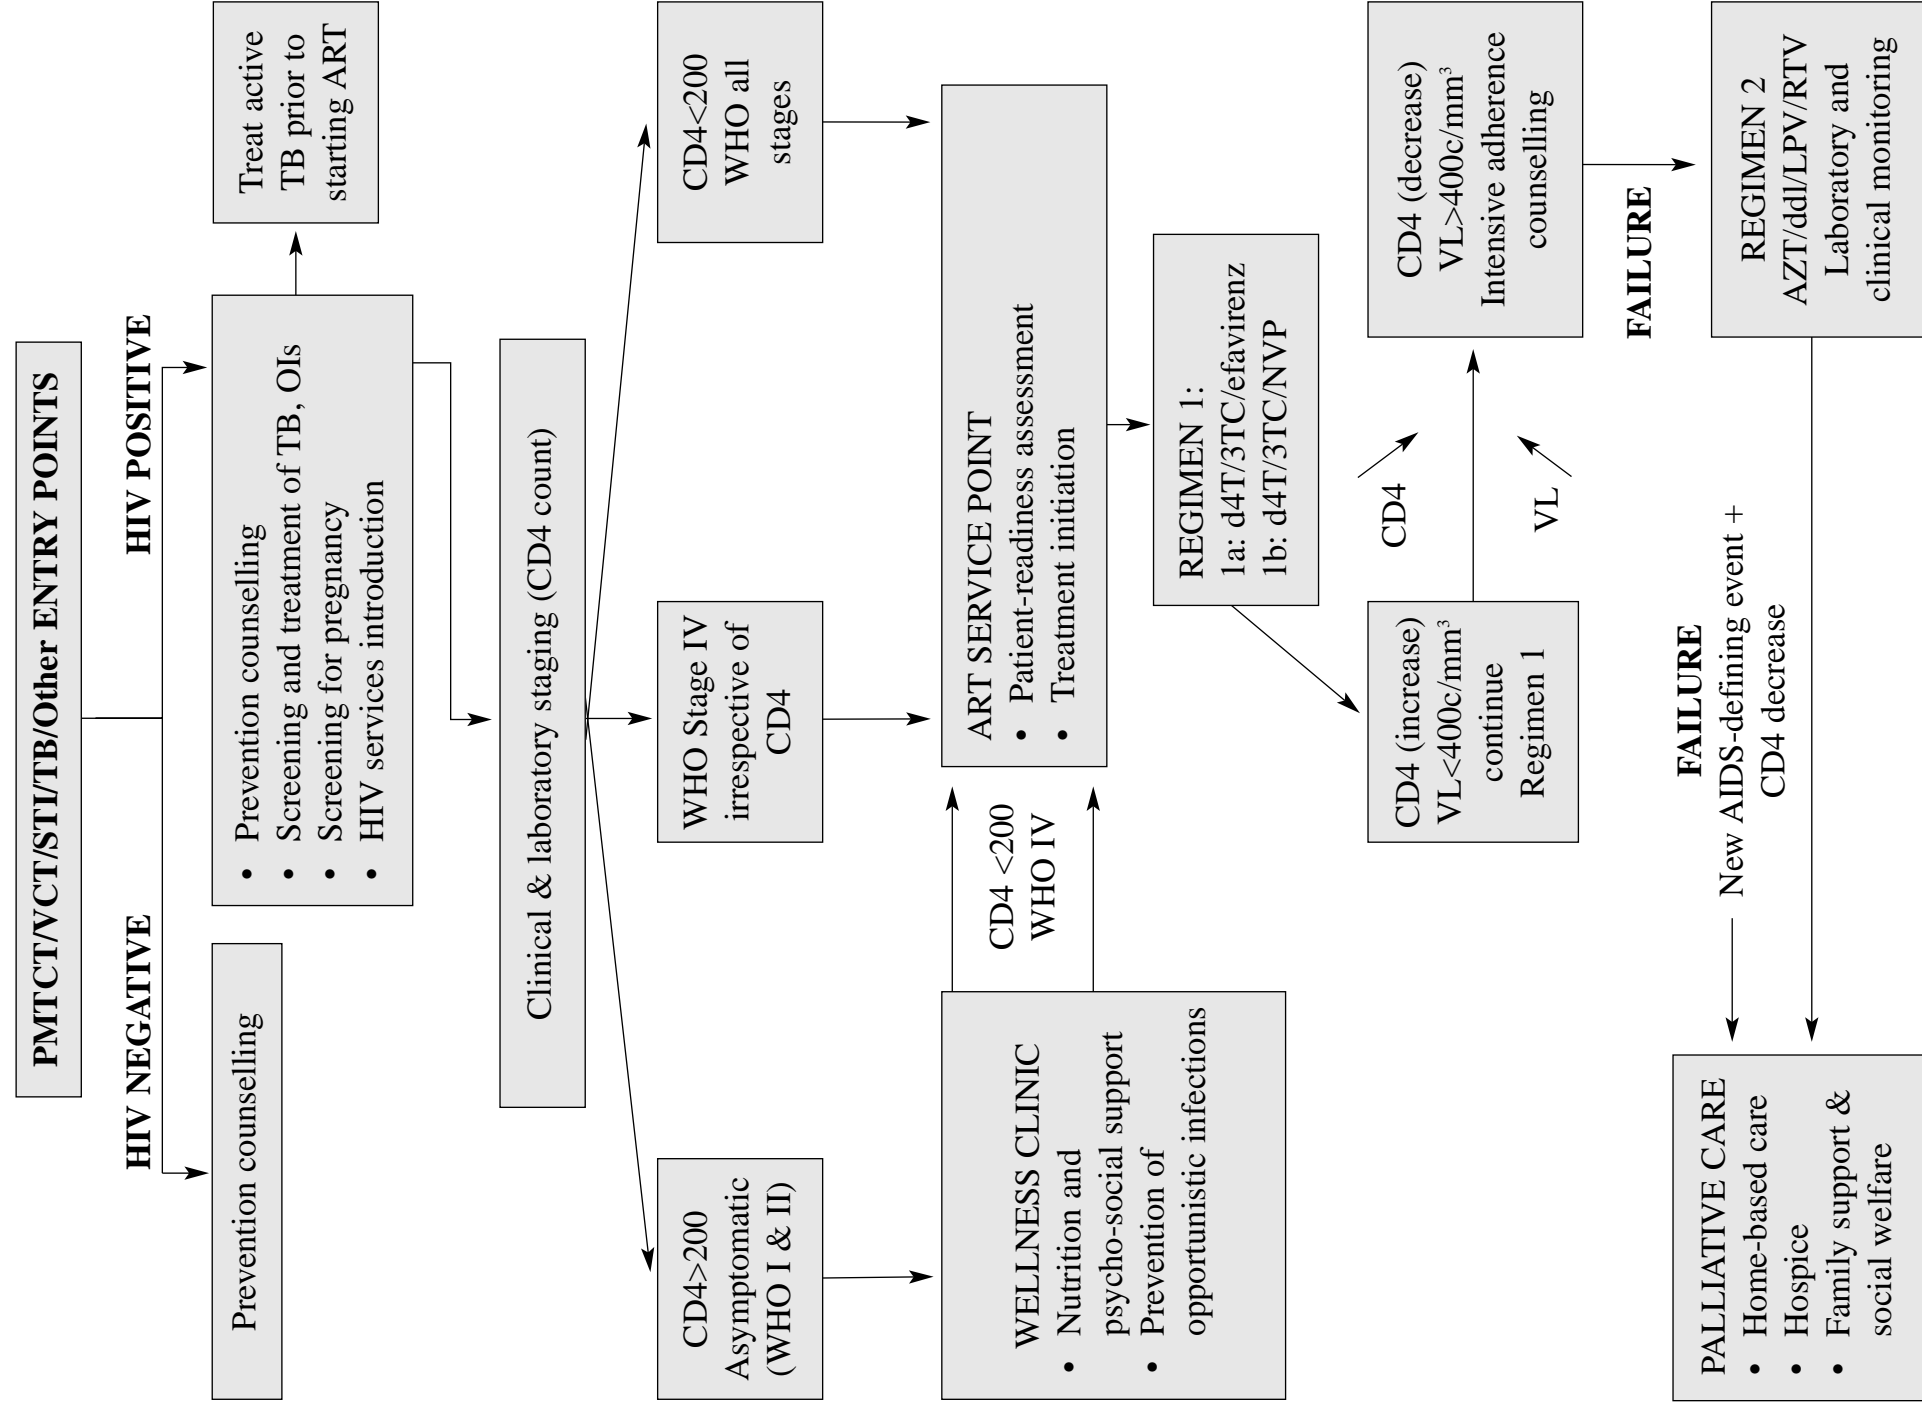 PMTCT/VCT/STI/TB/Other ENTRY POINTS
HIV NEGATIVE
HIV POSITIVE
Prevention counselling
• Prevention counselling
• Screening and treatment of TB, OIs
• Screening for pregnancy
• HIV services introduction
Treat active
TB prior to
starting ART
Clinical & laboratory staging (CD4 count)
CD4>200
Asymptomatic
(WHO I & II)
WHO Stage IV
irrespective of
CD4
CD4<200
WHO all
stages
WELLNESS CLINIC
• Nutrition and
psycho-social support
• Prevention of
opportunistic infections
CD4 <200
WHO IV
ART SERVICE POINT
• Patient-readiness assessment
• Treatment initiation
REGIMEN 1:
1a: d4T/3TC/efavirenz
1b: d4T/3TC/NVP
CD4 (increase)
VL<400c/mm³
continue
Regimen 1
CD4
VL
CD4 (decrease)
VL>400c/mm³
Intensive adherence
counselling
FAILURE
REGIMEN 2
AZT/ddI/LPV/RTV
Laboratory and
clinical monitoring
FAILURE
New AIDS-defining event +
CD4 decrease
PALLIATIVE CARE
• Home-based care
• Hospice
• Family support &
social welfare